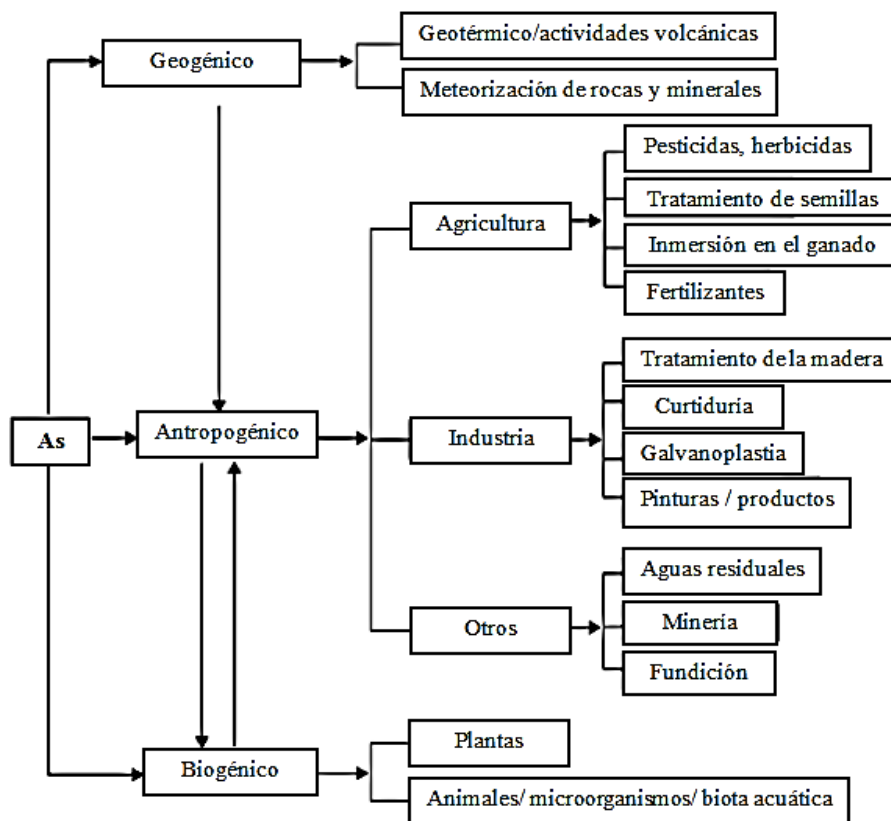 Geogénico
Geotérmico/actividades volcánicas
Meteorización de rocas y minerales
As
Antropogénico
Agricultura
Pesticidas, herbicidas
Tratamiento de semillas
Inmersión en el ganado
Fertilizantes
Industria
Tratamiento de la madera
Curtiduría
Galvanoplastia
Pinturas / productos
Otros
Aguas residuales
Minería
Fundición
Biogénico
Plantas
Animales/ microorganismos/ biota acuática